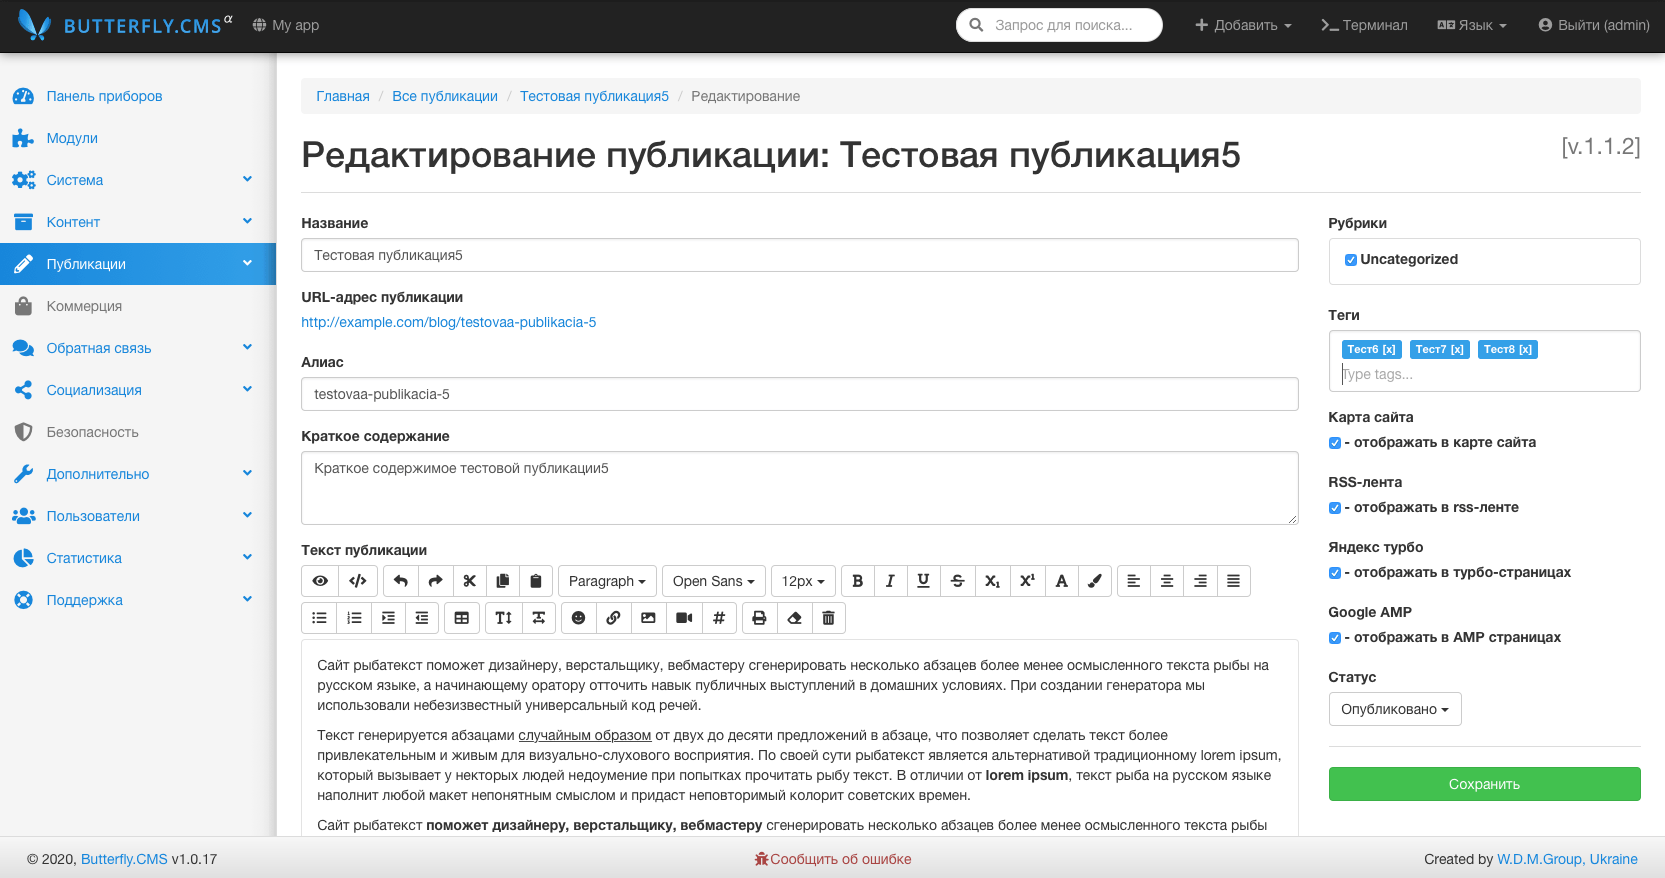 BUTTERFLY.CMS α
My app
Запрос для поиска...
Добавить
Терминал
Язык
Выйти (admin)
Панель приборов
Модули
Система
Контент
Публикации
Коммерция
Обратная связь
Социализация
Безопасность
Дополнительно
Пользователи
Статистика
Поддержка
Главная / Все публикации / Тестовая публикация5 / Редактирование
Редактирование публикации: Тестовая публикация5
[v.1.1.2]
Название
Тестовая публикация5
URL-адрес публикации
http://example.com/blog/testovaa-publikacia-5
Алиас
testovaa-publikacia-5
Краткое содержание
Краткое содержимое тестовой публикации5
Текст публикации
Paragraph
Open Sans
12px
Сайт рыбатекст поможет дизайнеру, верстальщику, вебмастеру сгенерировать несколько абзацев более менее осмысленного текста рыбы на
русском языке, а начинающему оратору отточить навык публичных выступлений в домашних условиях. При создании генератора мы
использовали небезизвестный универсальный код речей.
Текст генерируется абзацами случайным образом от двух до десяти предложений в абзаце, что позволяет сделать текст более
привлекательным и живым для визуально-слухового восприятия. По своей сути рыбатекст является альтернативой традиционному lorem ipsum,
который вызывает у некторых людей недоумение при попытках прочитать рыбу текст. В отличии от lorem ipsum, текст рыба на русском языке
наполнит любой макет непонятным смыслом и придаст неповторимый колорит советских времен.
Сайт рыбатекст поможет дизайнеру, верстальщику, вебмастеру сгенерировать несколько абзацев более менее осмысленного текста рыбы
Рубрики
Uncategorized
Теги
Тест6 [x] Тест7 [x] Тест8 [x]
Type tags...
Карта сайта
- отображать в карте сайта
RSS-лента
- отображать в rss-ленте
Яндекс турбо
- отображать в турбо-страницах
Google AMP
- отображать в AMP страницах
Статус
Опубликовано
Сохранить
© 2020, Butterfly.CMS v1.0.17
Сообщить об ошибке
Created by W.D.M.Group, Ukraine